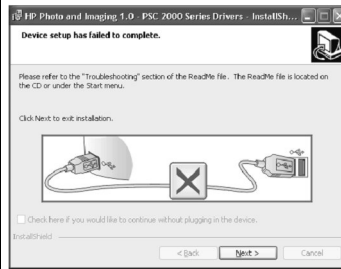 HP Photo and Imaging 1.0 - PSC 2000 Series Drivers - InstallSh...
Device setup has failed to complete.
Please refer to the "Troubleshooting" section of the ReadMe file. The ReadMe file is located on
the CD or under the Start menu.
Click Next to exit installation.
Check here if you would like to continue without plugging in the device.
InstallShield
< Back
Next >
Cancel